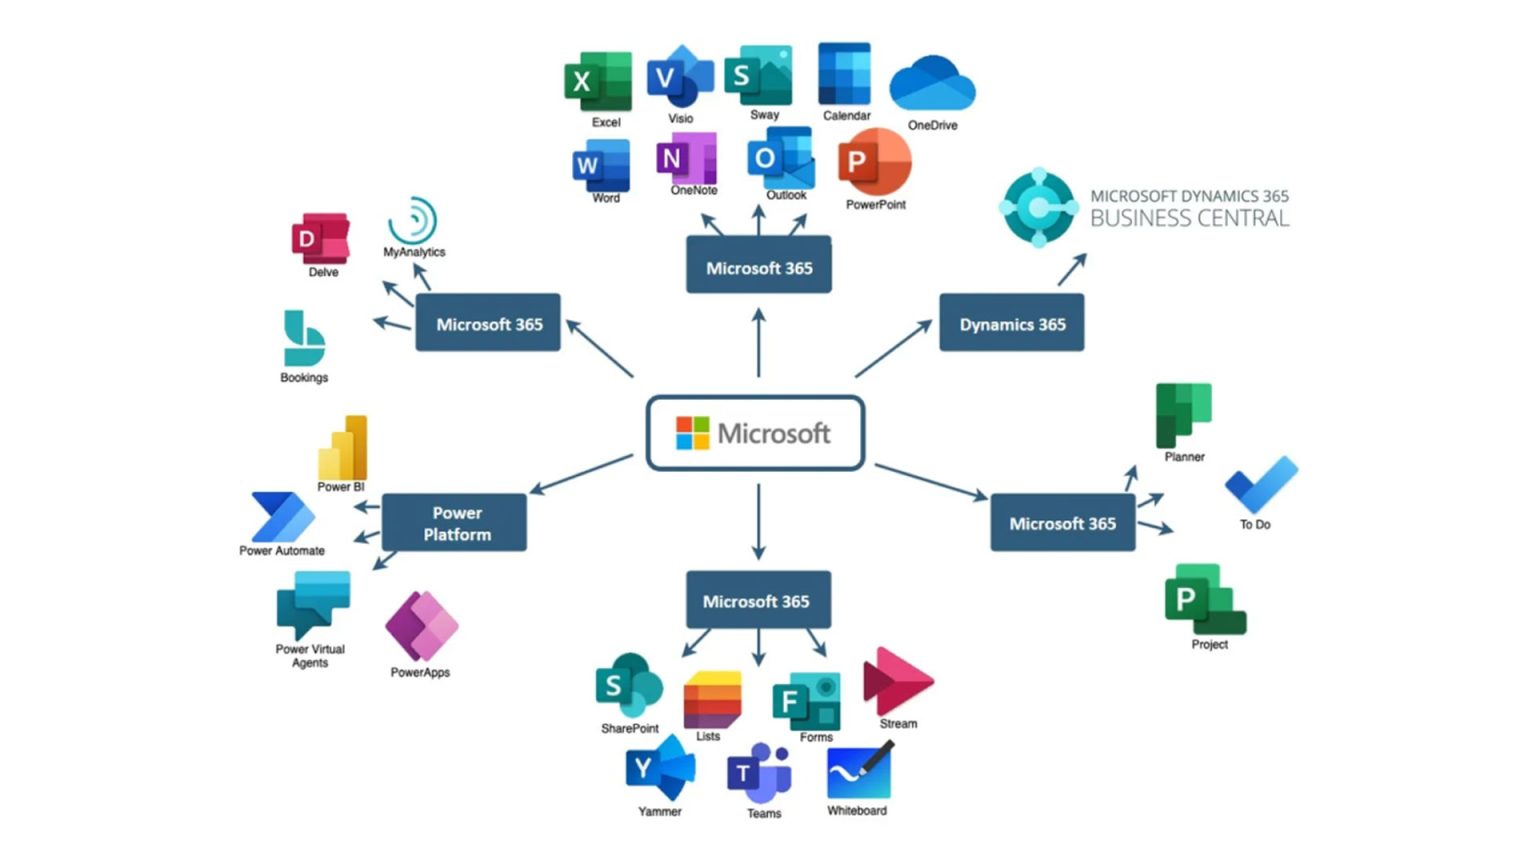 X
Excel
V
Visio
S
Sway
Calendar
OneDrive
W
Word
N
OneNote
O
Outlook
P
PowerPoint
MICROSOFT DYNAMICS 365
BUSINESS CENTRAL
D
Delve
MyAnalytics
Bookings
Microsoft 365
Microsoft 365
Dynamics 365
Microsoft
Power BI
Power Automate
Power Virtual
Agents
PowerApps
Power
Platform
Microsoft 365
Planner
To Do
P
Project
Microsoft 365
S
SharePoint
Lists
F
Forms
Stream
Y
Yammer
T
Teams
Whiteboard